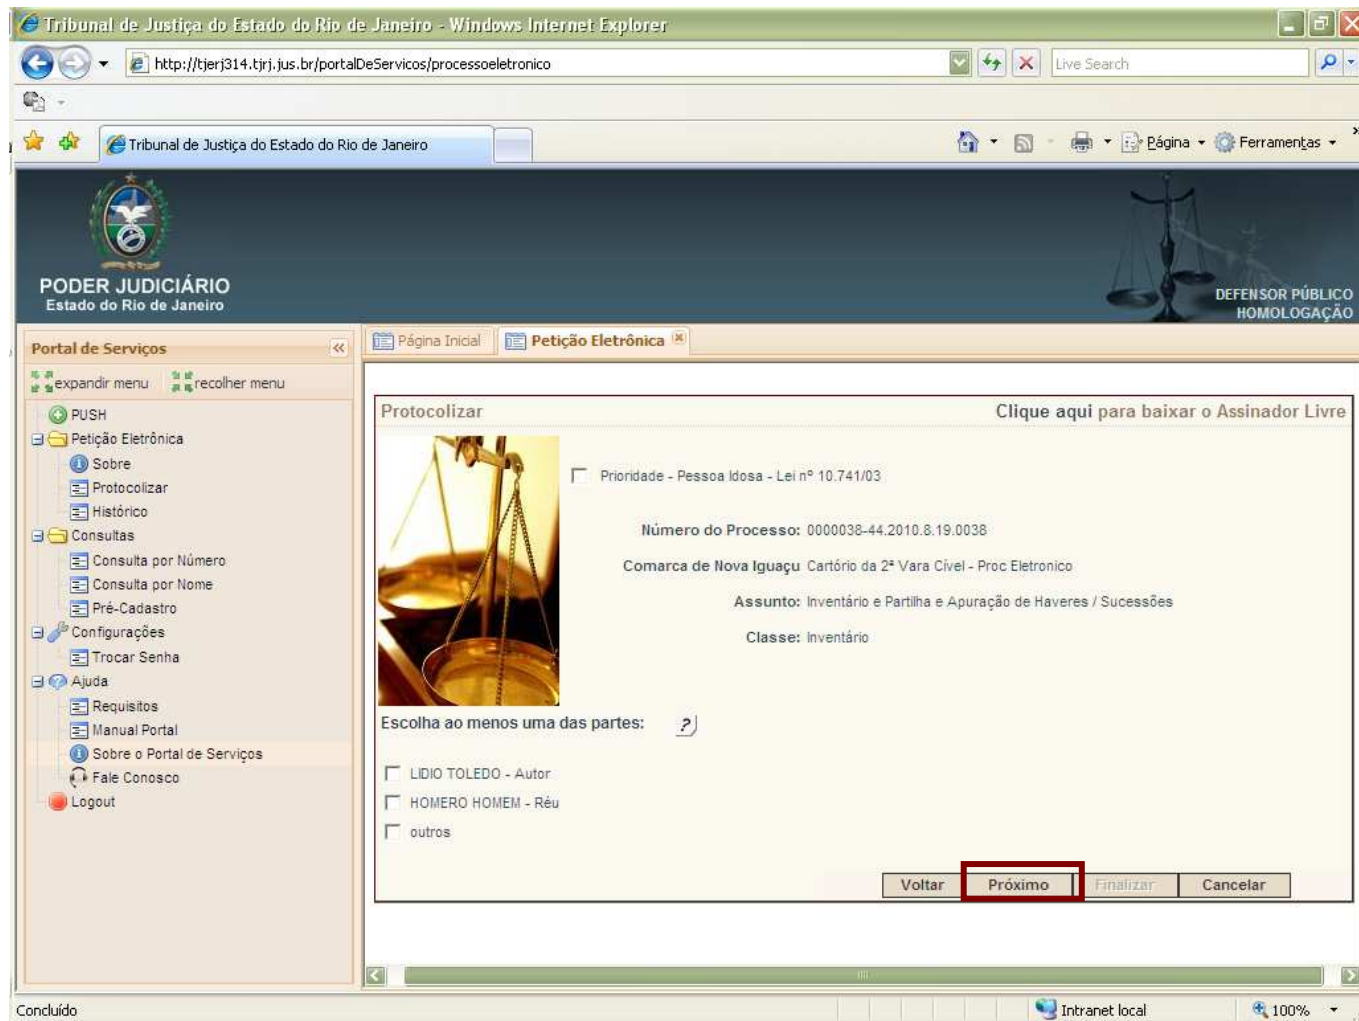 Tribunal de Justiça do Estado do Rio de Janeiro - Windows Internet Explorer
http://tjerj314.tjrj.jus.br/portalDeServicos/processoeletronico
Live Search
Tribunal de Justiça do Estado do Rio de Janeiro
Página
Ferramentas
»
PODER JUDICIÁRIO
Estado do Rio de Janeiro
DEFENSOR PÚBLICO
HOMOLOGAÇÃO
Portal de Serviços
expandir menu recolher menu
PUSH
Petição Eletrônica
Sobre
Protocolizar
Histórico
Consultas
Consulta por Número
Consulta por Nome
Pré-Cadastro
Configurações
Trocar Senha
Ajuda
Requisitos
Manual Portal
Sobre o Portal de Serviços
Fale Conosco
Logout
Página Inicial Petição Eletrônica
Protocolizar Clique aqui para baixar o Assinador Livre
Prioridade - Pessoa Idosa - Lei nº 10.741/03
Número do Processo: 0000038-44.2010.8.19.0038
Comarca de Nova Iguaçu Cartório da 2ª Vara Cível - Proc Eletronico
Assunto: Inventário e Partilha e Apuração de Haveres / Sucessões
Classe: Inventário
Escolha ao menos uma das partes: ?
LIDIO TOLEDO - Autor
HOMERO HOMEM - Réu
outros
Voltar Próximo Finalizar Cancelar
Concluído Intranet local 100%